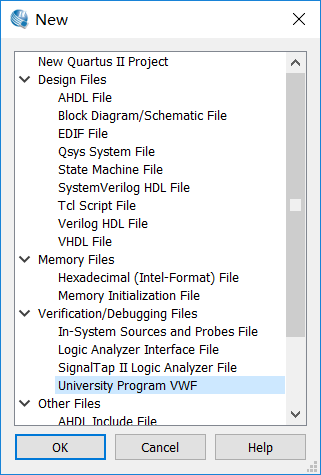 New
New Quartus II Project
Design Files
AHDL File
Block Diagram/Schematic File
EDIF File
Qsys System File
State Machine File
SystemVerilog HDL File
Tcl Script File
Verilog HDL File
VHDL File
Memory Files
Hexadecimal (Intel-Format) File
Memory Initialization File
Verification/Debugging Files
In-System Sources and Probes File
Logic Analyzer Interface File
SignalTap II Logic Analyzer File
University Program VWF
Other Files
AHDL Include File
OK
Cancel
Help